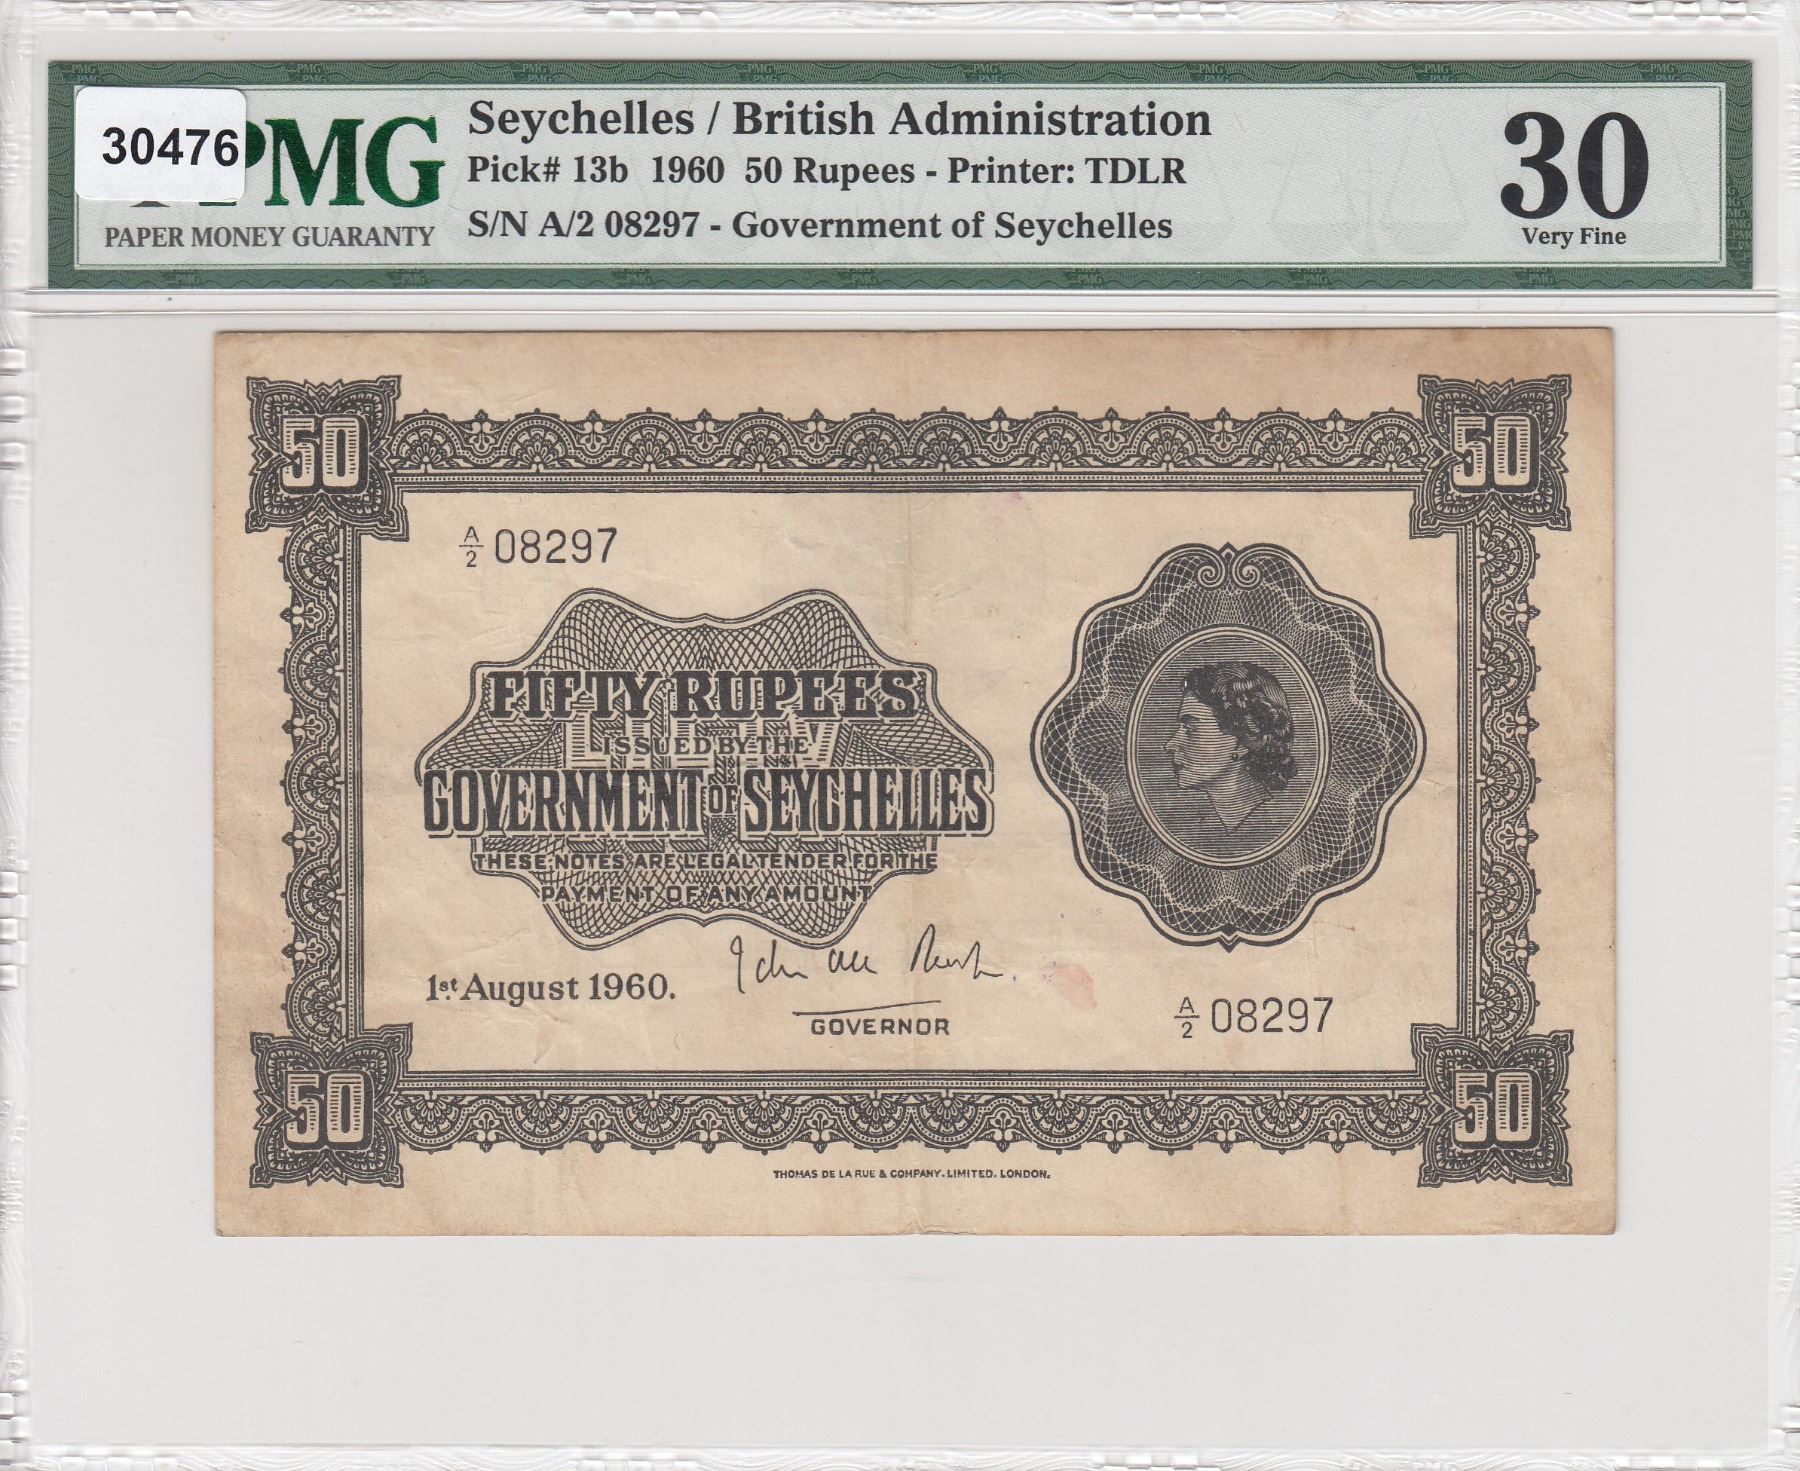 30476
PMG
PAPER MONEY GUARANTY
Seychelles / British Administration
Pick# 13b 1960 50 Rupees - Printer: TDLR
S/N A/2 08297 - Government of Seychelles
30
Very Fine
50
50
A/2 08297
FIFTY RUPEES
ISSUED BY THE
GOVERNMENT OF SEYCHELLES
THESE NOTES ARE LEGAL TENDER FOR THE
PAYMENT OF ANY AMOUNT
1st. August 1960.
GOVERNOR
A/2 08297
50
50
THOMAS DE LA RUE & COMPANY. LIMITED. LONDON.